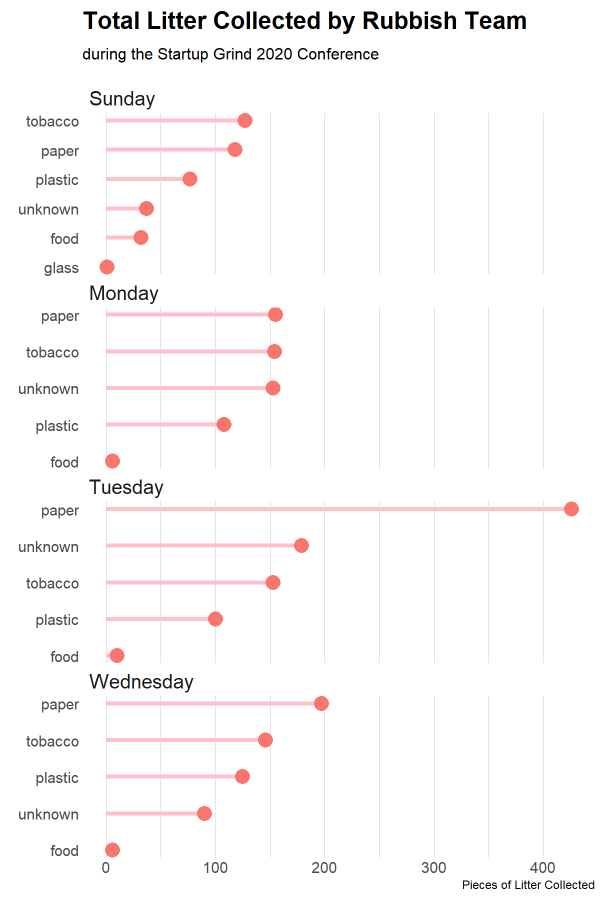 Total Litter Collected by Rubbish Team
during the Startup Grind 2020 Conference
Sunday
tobacco
paper
plastic
unknown
food
glass
Monday
paper
tobacco
unknown
plastic
food
Tuesday
paper
unknown
tobacco
plastic
food
Wednesday
paper
tobacco
plastic
unknown
food
0 100 200 300 400
Pieces of Litter Collected